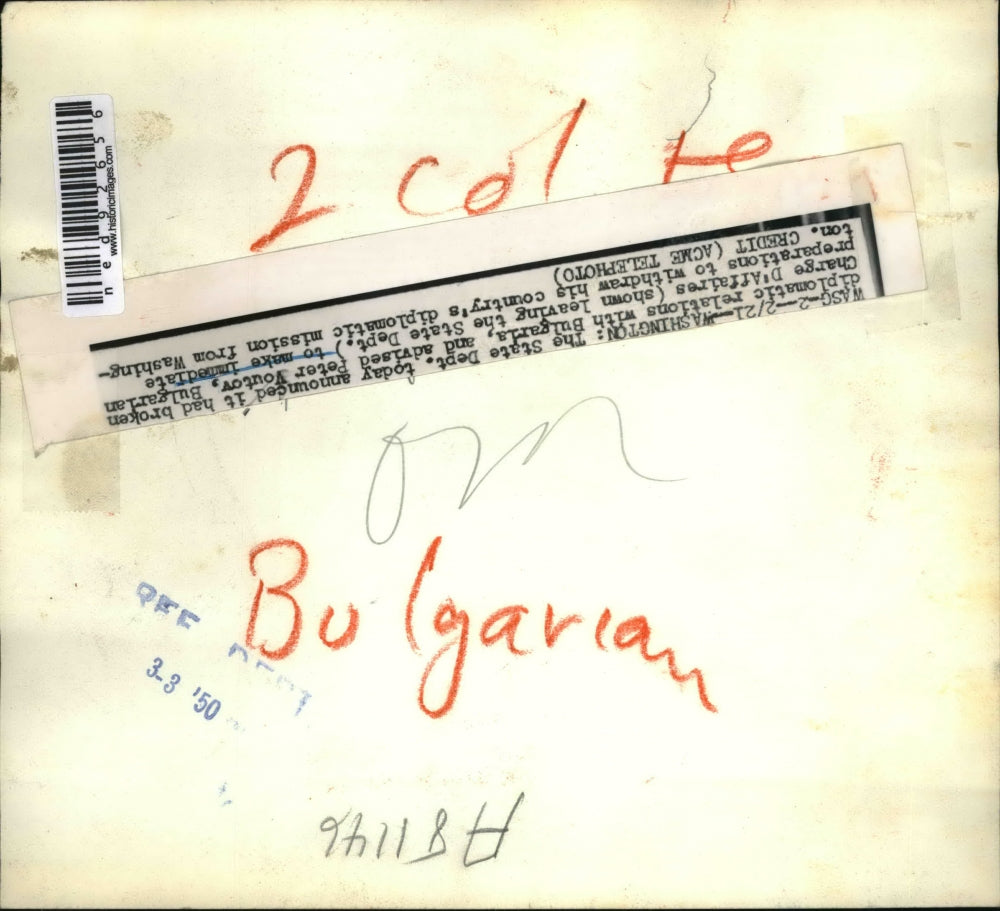 ned92656
www.historicimages.com
2 col
WASG-2--2/21--WASHINGTON: The State Dept. today announced it had broken
diplomatic relations with Bulgaria, and advised Peter Voutov, Bulgarian
Charge D'Affaires (shown leaving the State Dept.) to make immediate
preparations to withdraw his country's diplomatic mission from Washing-
ton. CREDIT (ACME TELEPHOTO)
Bulgarian
REF DEPT
3-3 '50